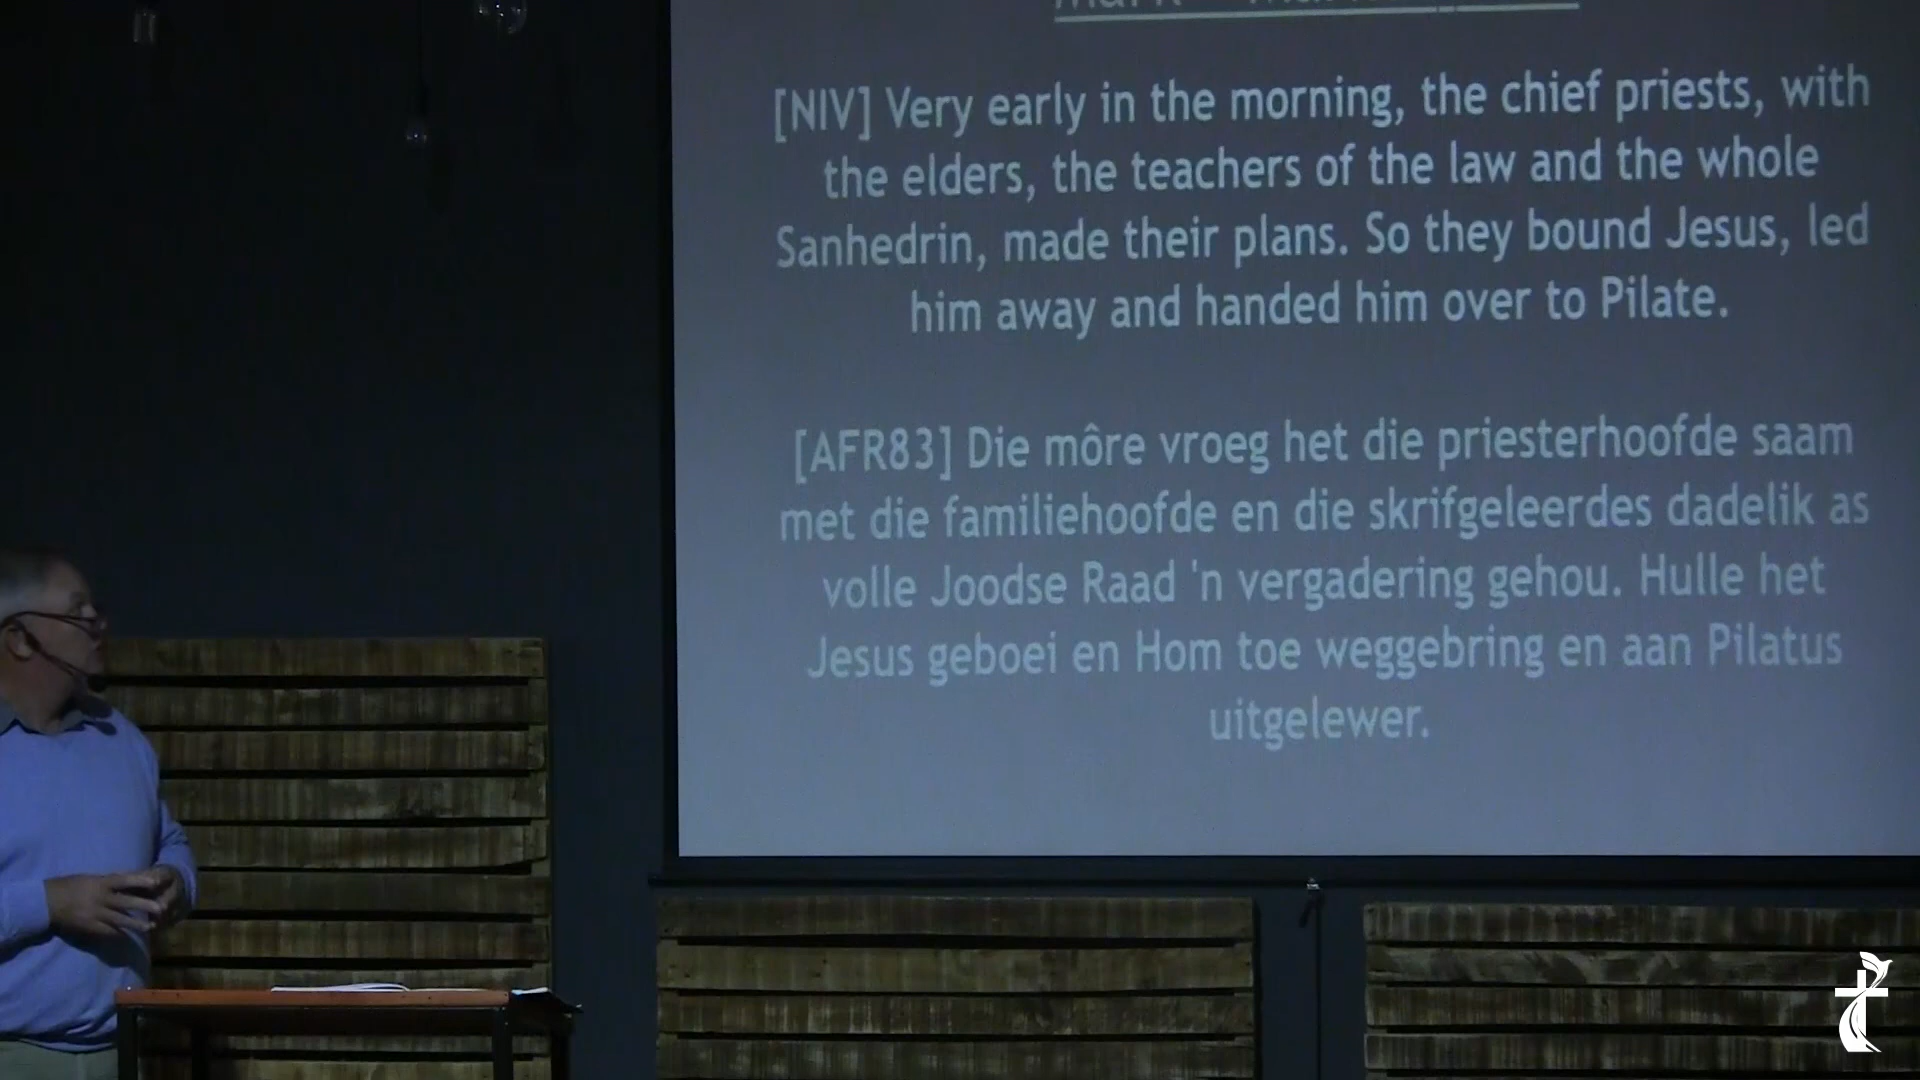 [NIV] Very early in the morning, the chief priests, with
the elders, the teachers of the law and the whole
Sanhedrin, made their plans. So they bound Jesus, led
him away and handed him over to Pilate.
[AFR83] Die môre vroeg het die priesterhoofde saam
met die familiehoofde en die skrifgeleerdes dadelik as
volle Joodse Raad 'n vergadering gehou. Hulle het
Jesus geboei en Hom toe weggebring en aan Pilatus
uitgelewer.